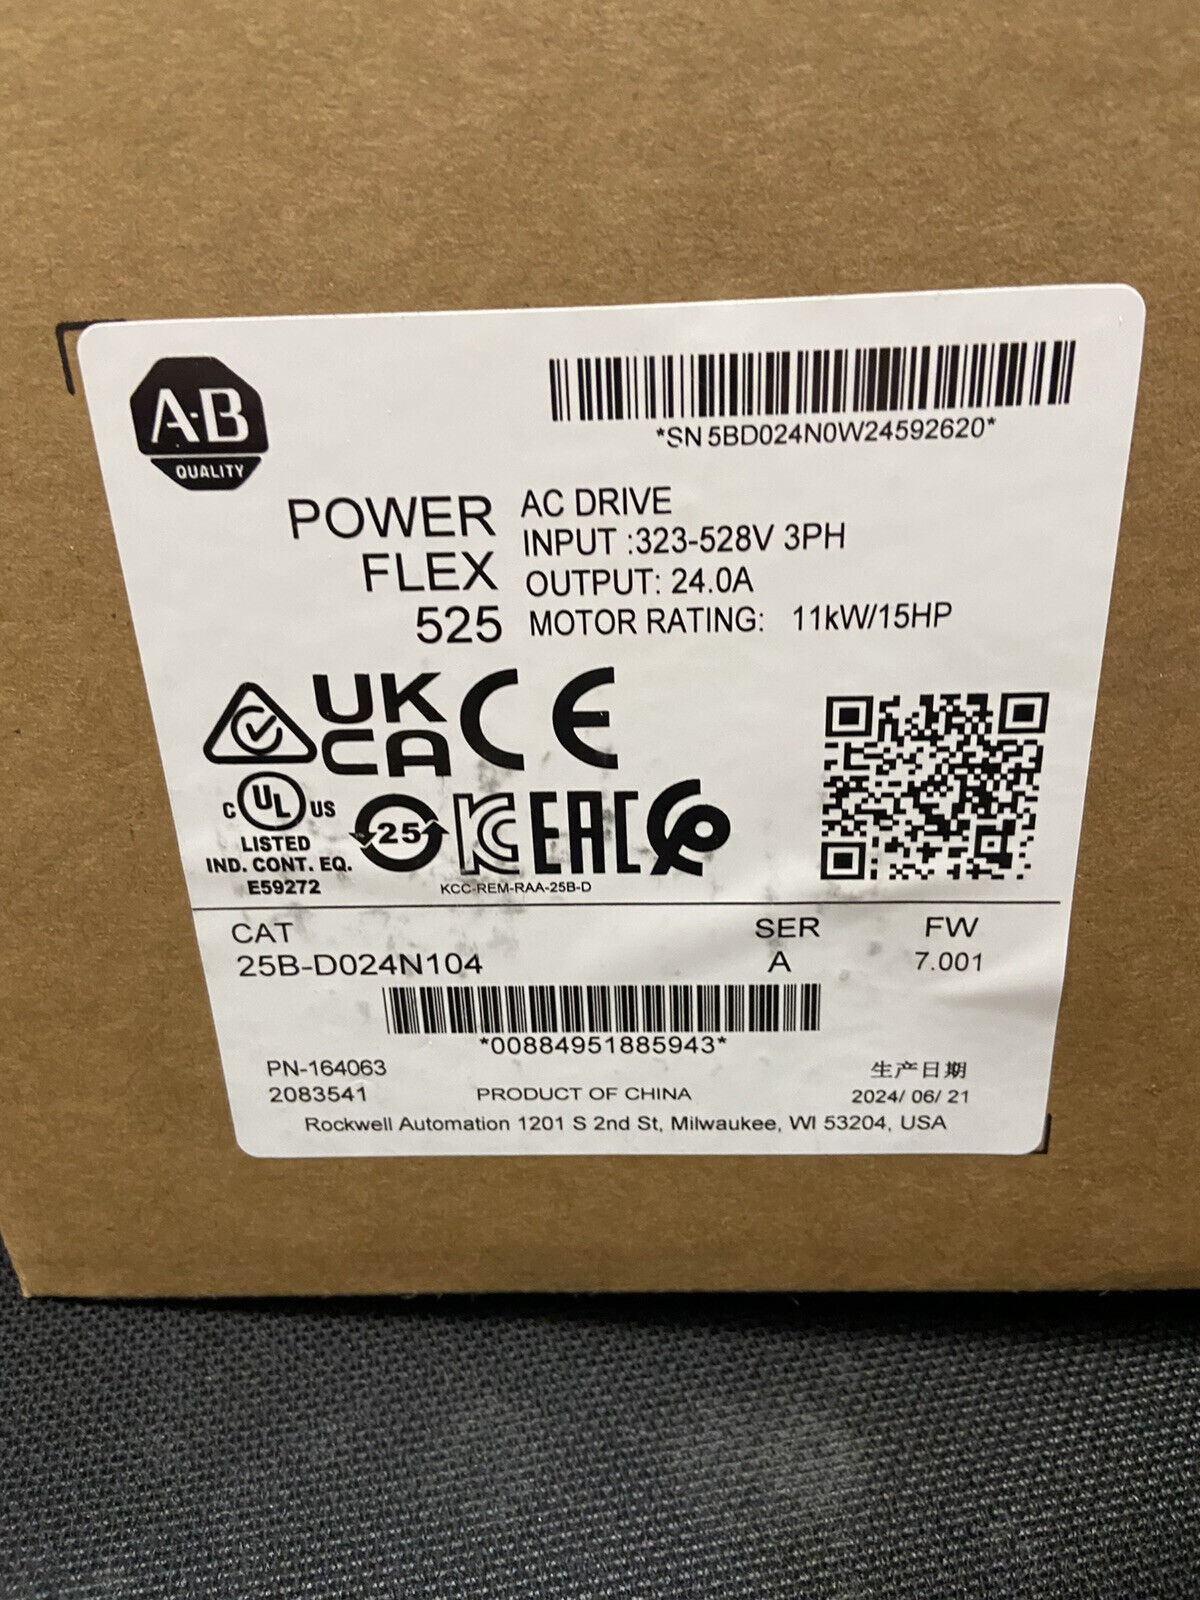 A-B
QUALITY
*SN 5BD024N0W24592620*
POWER
FLEX
525
AC DRIVE
INPUT :323-528V 3PH
OUTPUT: 24.0A
MOTOR RATING: 11kW/15HP
UK
CA
CE
C UL US
LISTED
IND. CONT. EQ.
E59272
25
KC
EAC
KCC-REM-RAA-25B-D
CAT
25B-D024N104
SER
A
FW
7.001
*00884951885943*
PN-164063
2083541
PRODUCT OF CHINA
生产日期
2024/ 06/ 21
Rockwell Automation 1201 S 2nd St, Milwaukee, WI 53204, USA